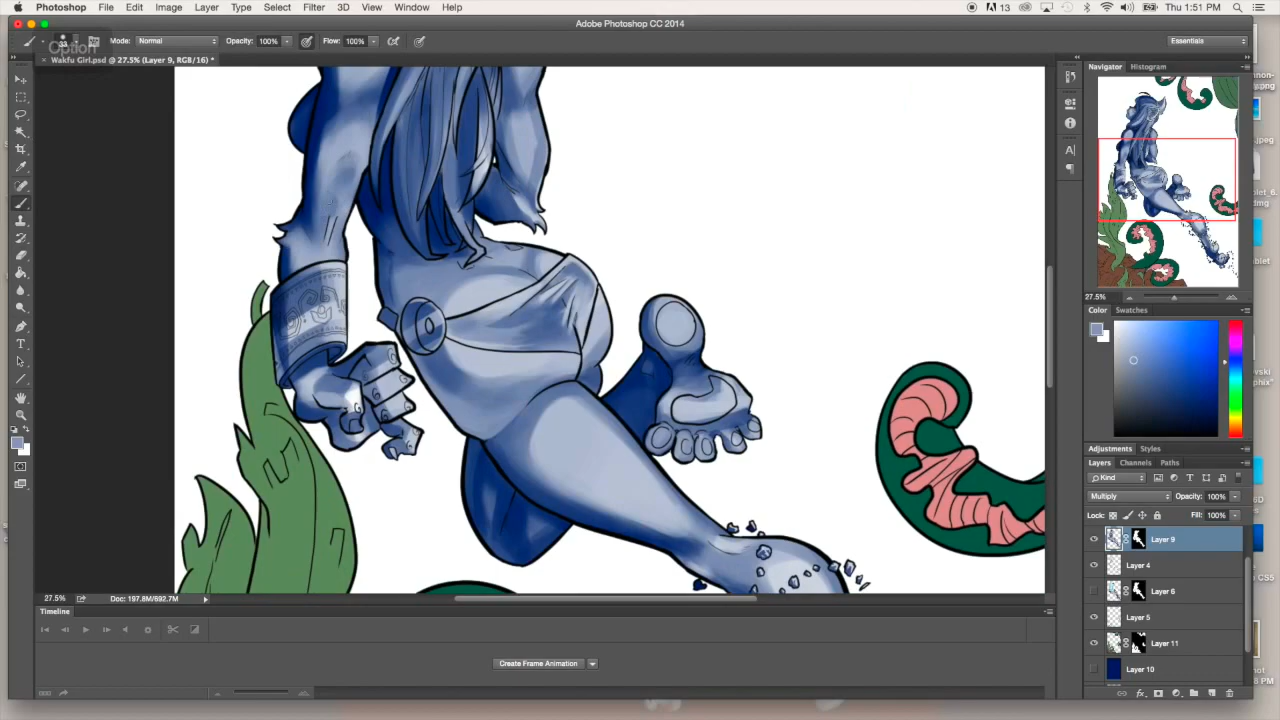 Photoshop File Edit Image Layer Type Select Filter 3D View Window Help
13
Thu 1:51 PM
Adobe Photoshop CC 2014
33 Mode: Normal Opacity: 100% Flow: 100% Essentials
Option
Wakfu Girl.psd @ 27.5% (Layer 9, RGB/16) *
Navigator Histogram
27.5%
Color Swatches
Adjustments Styles
Layers Channels Paths
Kind
Multiply Opacity: 100%
Lock: Fill: 100%
Layer 9
Layer 4
Layer 6
Layer 5
Layer 11
Layer 10
27.5% Doc: 197.8M/692.7M
Timeline
Create Frame Animation